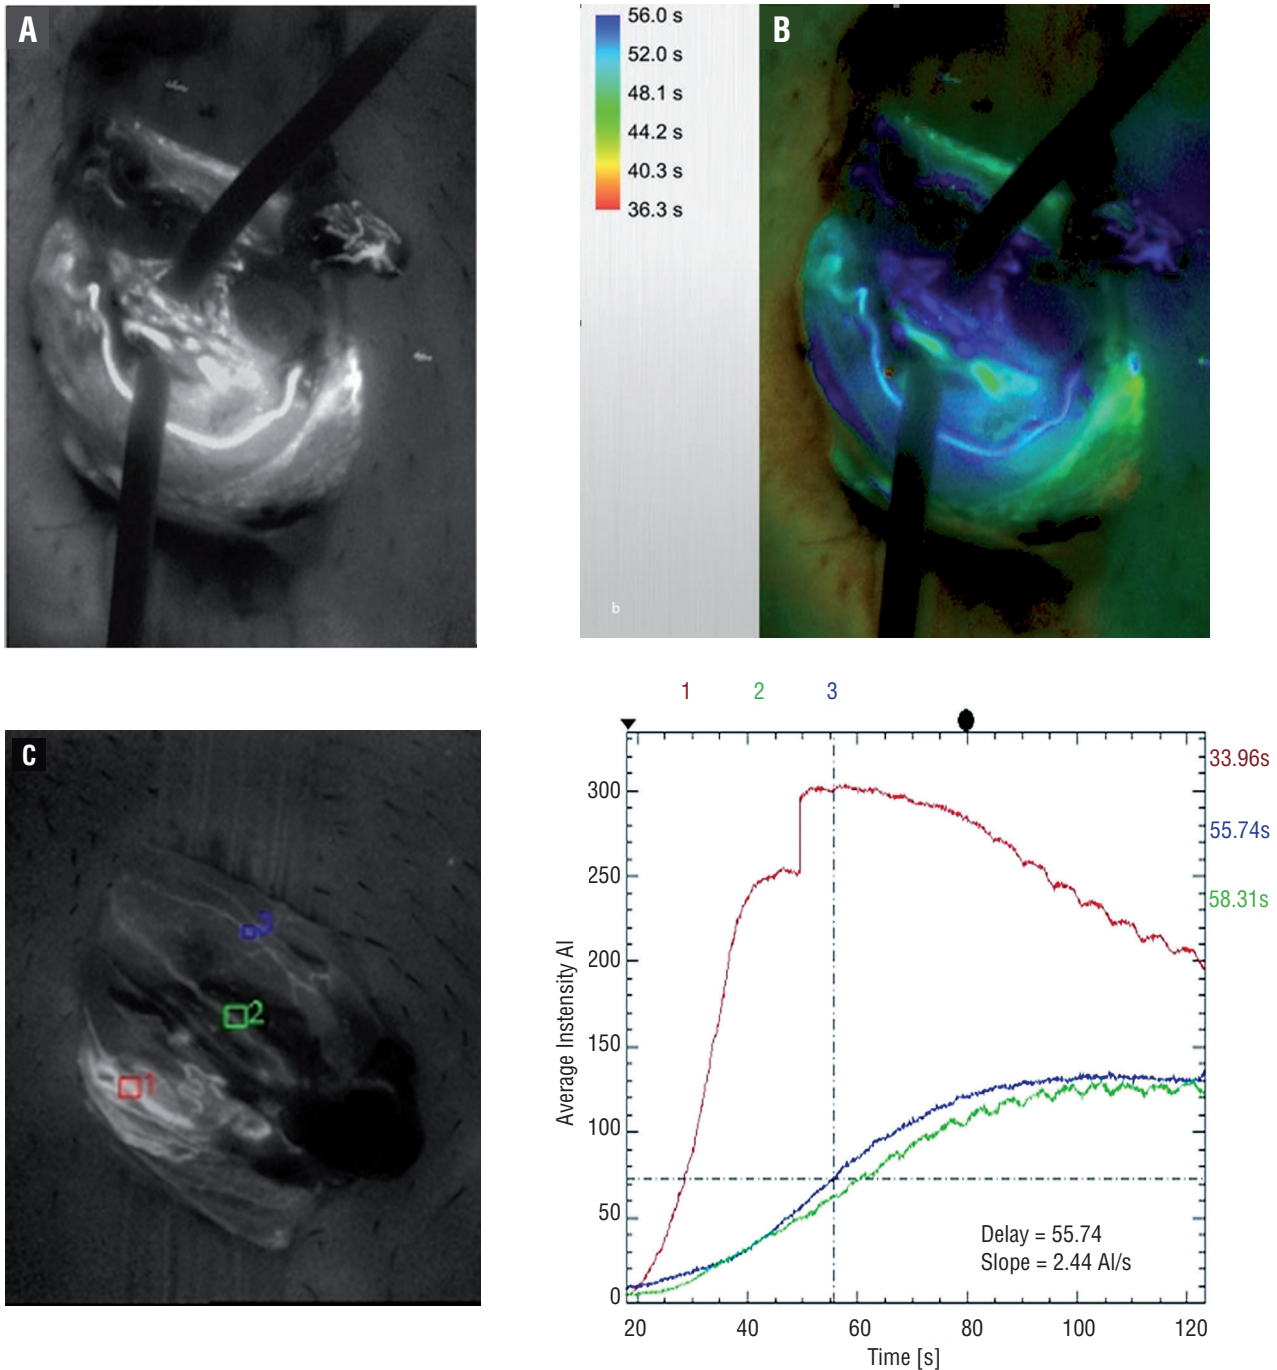 A
56.0 s
52.0 s
48.1 s
44.2 s
40.3 s
36.3 s
B
b
C
3
2
1
1 2 3
33.96s
55.74s
58.31s
Average Instensity AI
300
250
200
150
100
50
0
Delay = 55.74
Slope = 2.44 AI/s
20 40 60 80 100 120
Time [s]